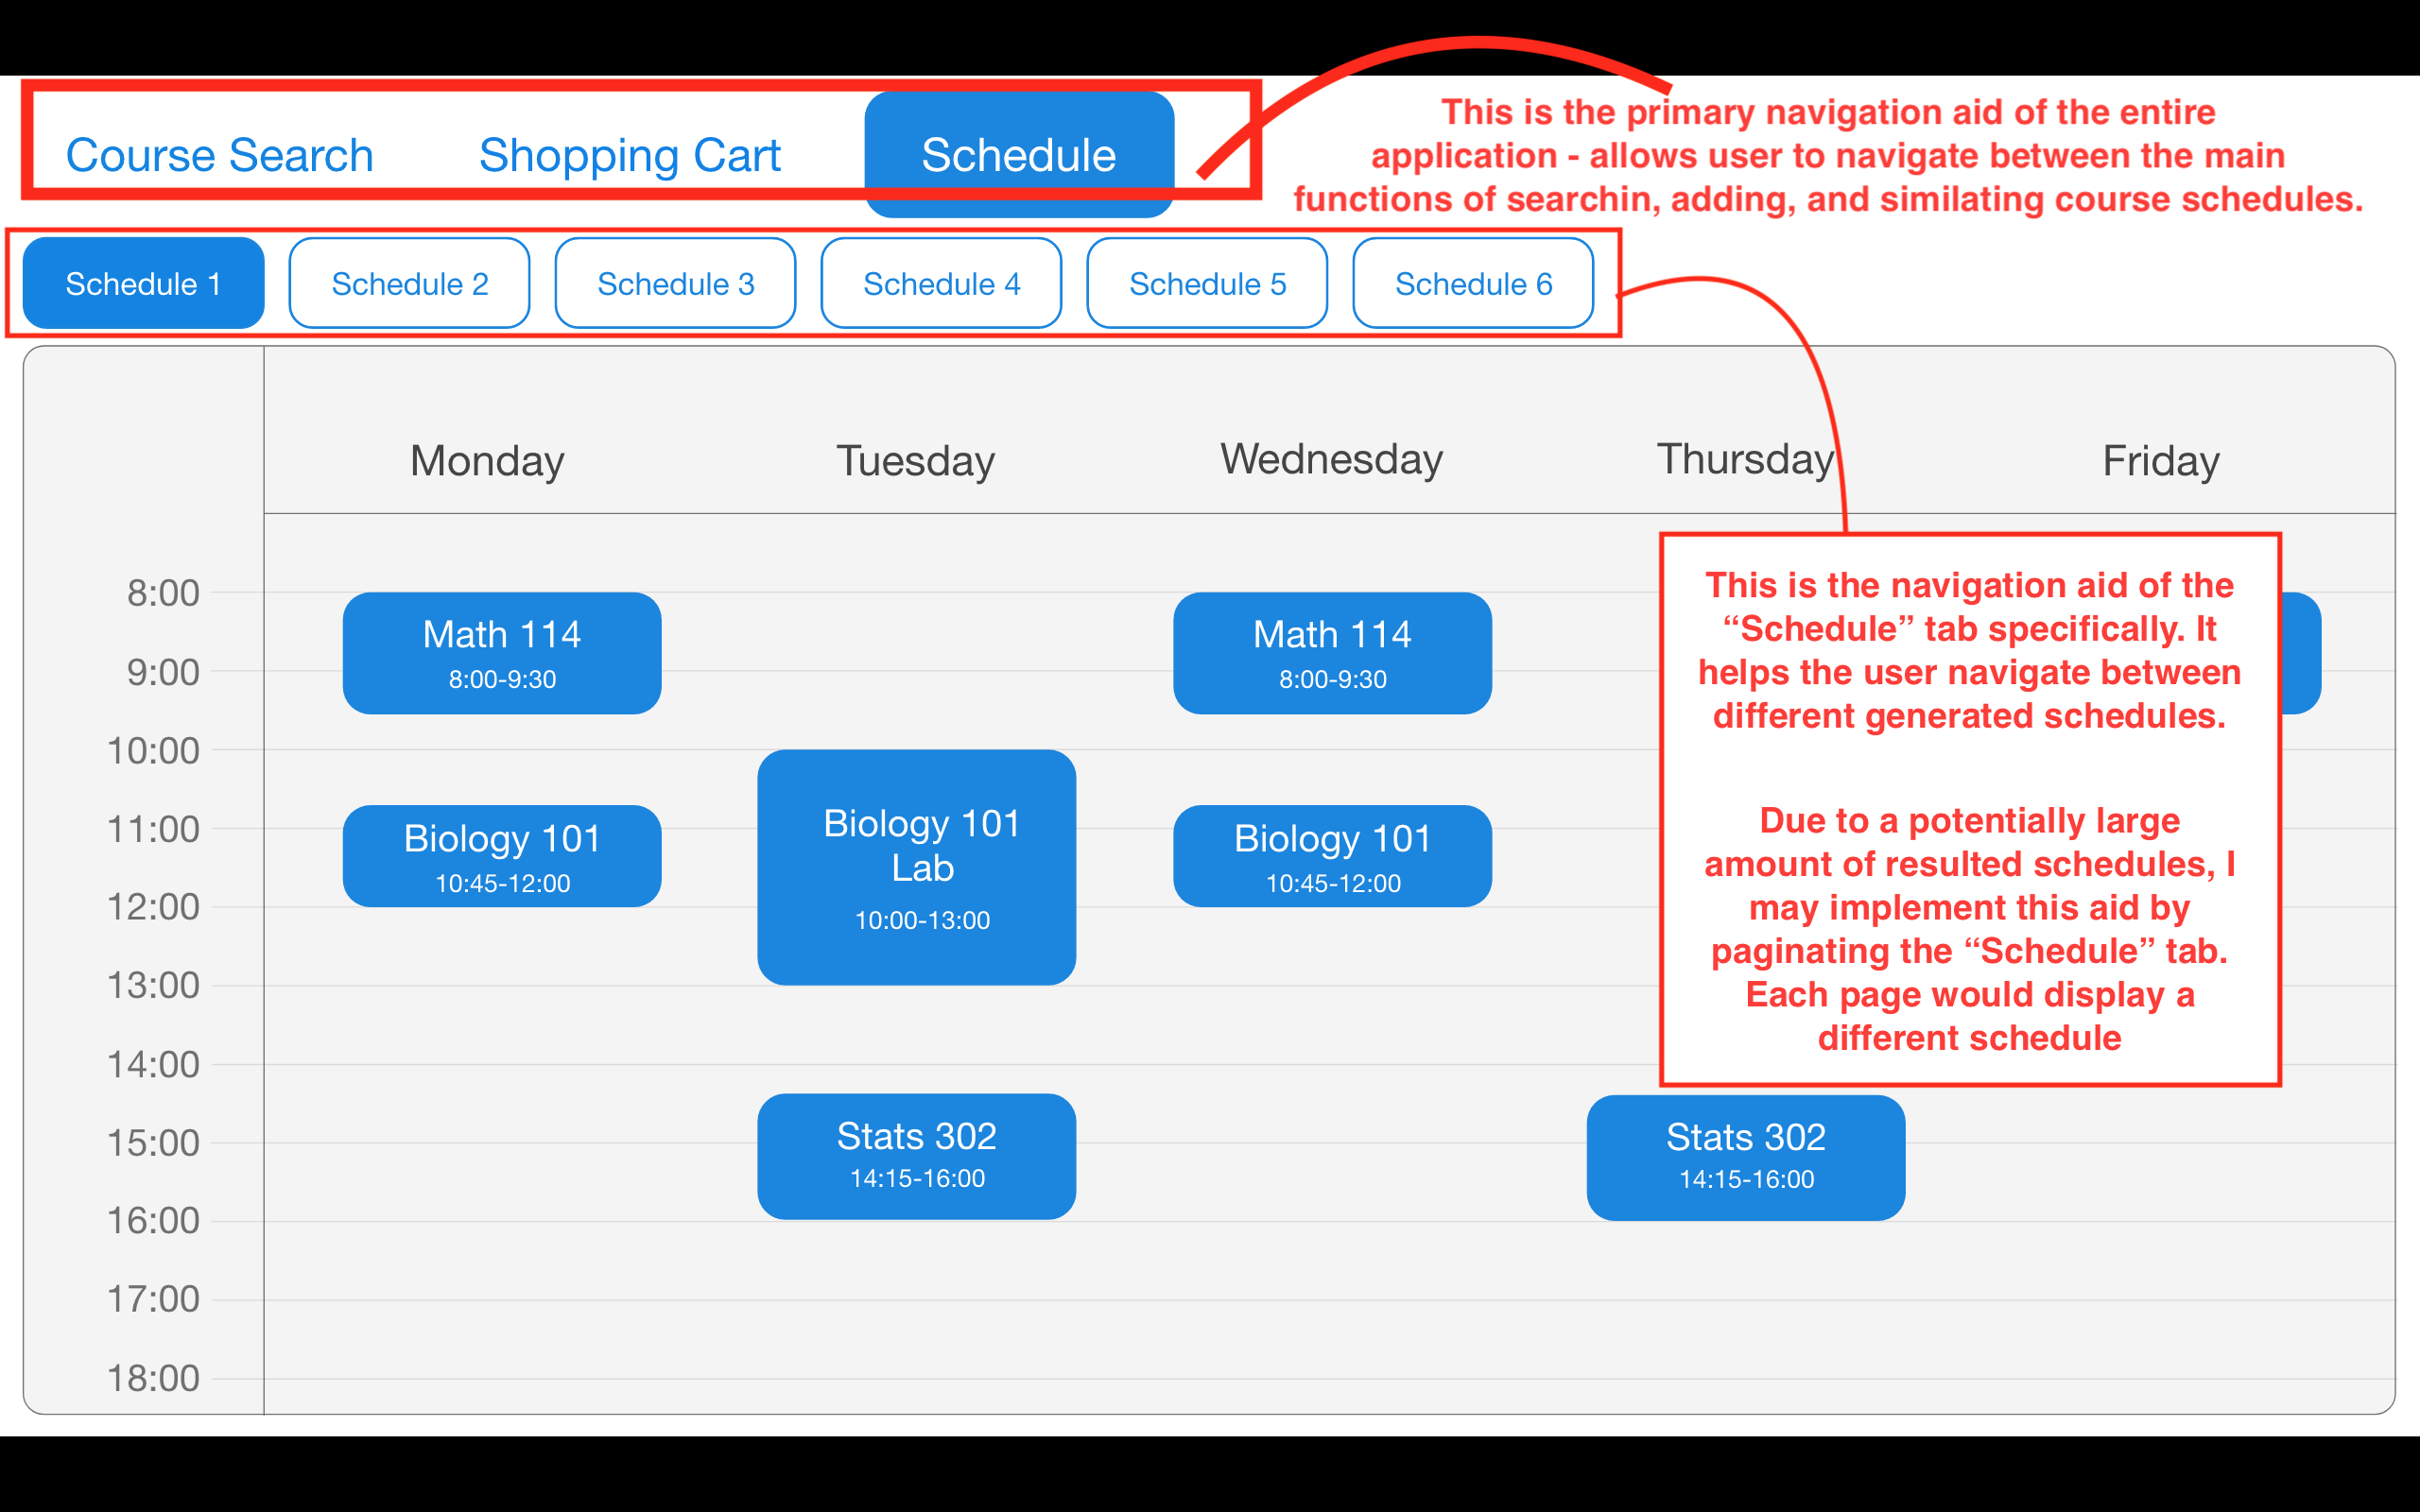 Course Search
Shopping Cart
Schedule
This is the primary navigation aid of the entire
application - allows user to navigate between the main
functions of searchin, adding, and similating course schedules.
Schedule 1
Schedule 2
Schedule 3
Schedule 4
Schedule 5
Schedule 6
Monday
Tuesday
Wednesday
Thursday
Friday
8:00
9:00
10:00
11:00
12:00
13:00
14:00
15:00
16:00
17:00
18:00
Math 114
8:00-9:30
Biology 101
10:45-12:00
Biology 101
Lab
10:00-13:00
Stats 302
14:15-16:00
Math 114
8:00-9:30
Biology 101
10:45-12:00
This is the navigation aid of the
“Schedule” tab specifically. It
helps the user navigate between
different generated schedules.
Due to a potentially large
amount of resulted schedules, I
may implement this aid by
paginating the “Schedule” tab.
Each page would display a
different schedule
Stats 302
14:15-16:00